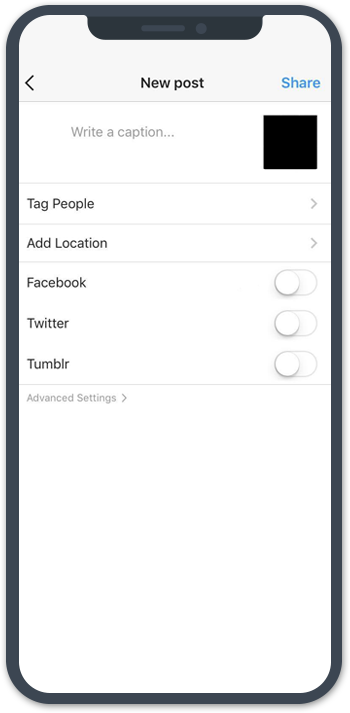 New post
Share
Write a caption...
Tag People
Add Location
Facebook
Twitter
Tumblr
Advanced Settings